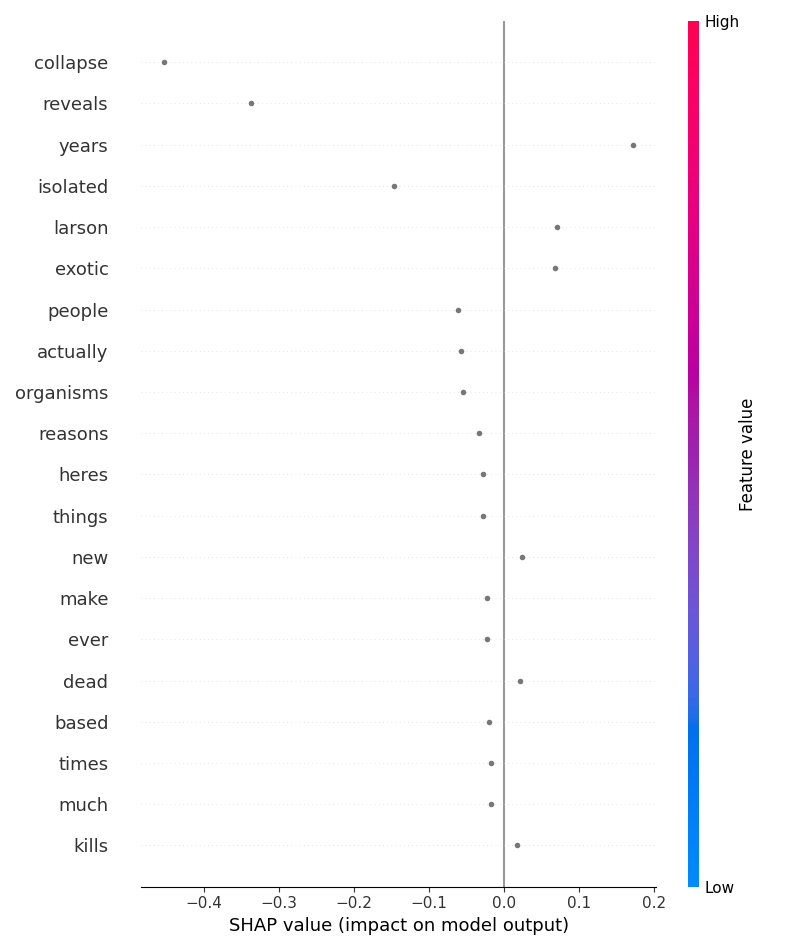 High
collapse
reveals
years
isolated
larson
exotic
people
actually
organisms
reasons
heres
things
new
make
ever
dead
based
times
much
kills
Feature value
Low
−0.4 −0.3 −0.2 −0.1 0.0 0.1 0.2
SHAP value (impact on model output)